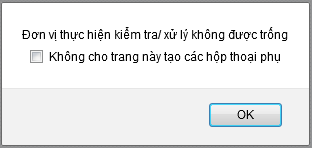 Đơn vị thực hiện kiểm tra/ xử lý không được trống
Không cho trang này tạo các hộp thoại phụ
OK